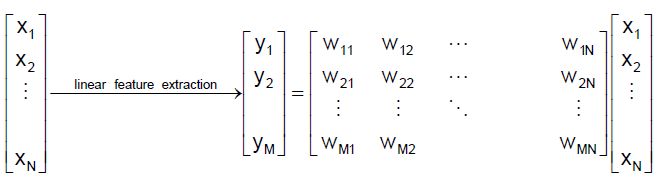 x1 y1 w11 w12 ⋯ w1N x1
x2 linear feature extraction y2 = w21 w22 ⋯ w2N x2
⋮ ⋮ ⋮ ⋱ ⋮ ⋮
xN yM wM1 wM2 wMN xN